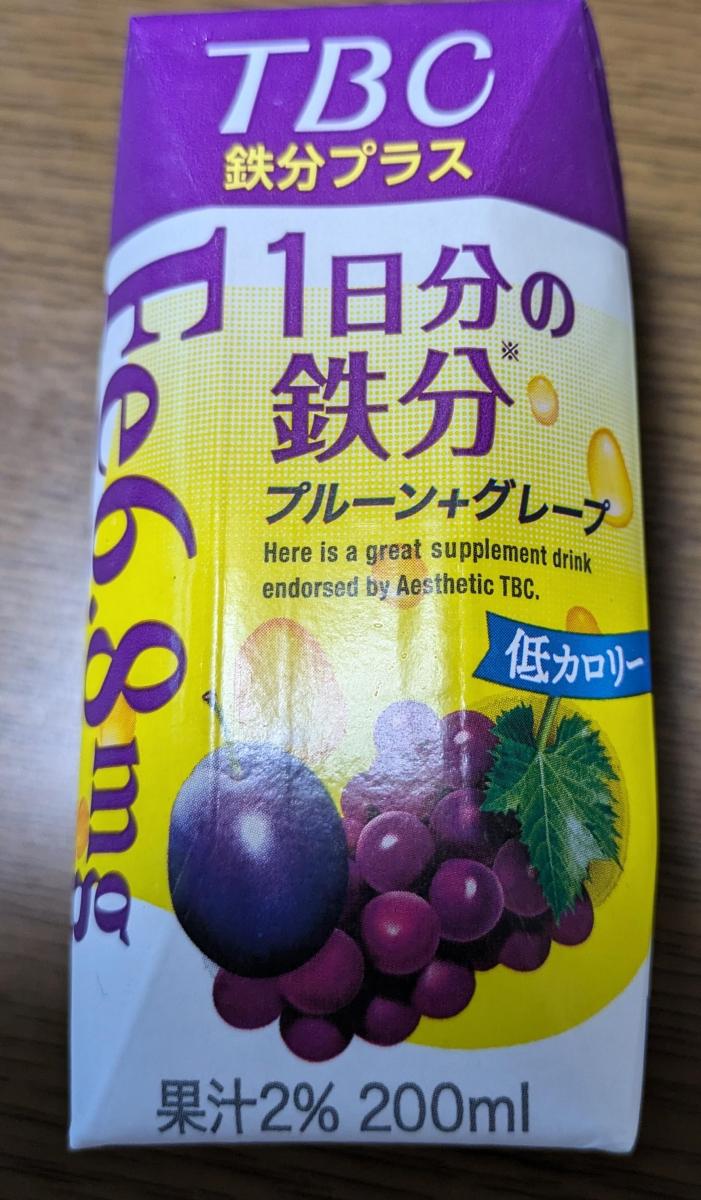 TBC
鉄分プラス
Fe6.8mg
1日分の
鉄分※
プルーン+グレープ
Here is a great supplement drink
endorsed by Aesthetic TBC.
低カロリー
果汁2% 200ml